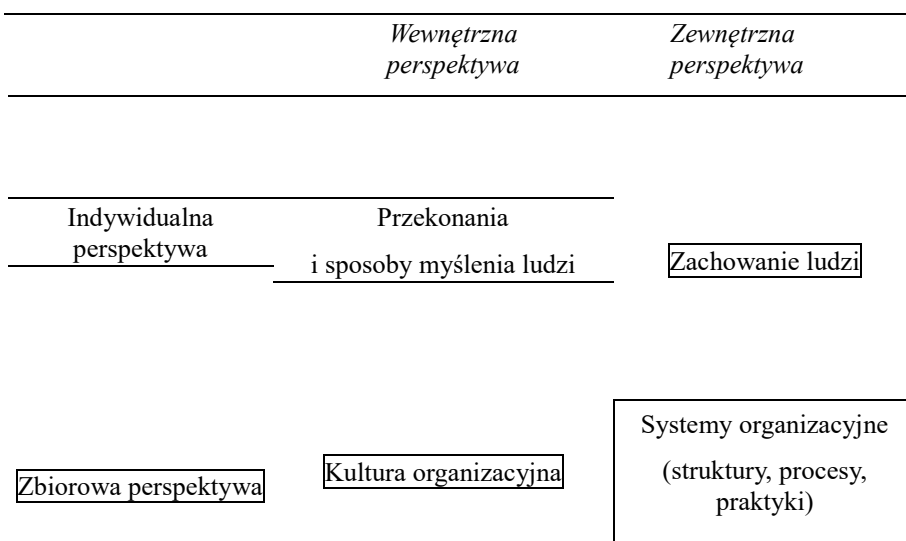 Wewnętrzna
perspektywa
Zewnętrzna
perspektywa
Indywidualna
perspektywa
Przekonania
i sposoby myślenia ludzi
Zachowanie ludzi
Zbiorowa perspektywa
Kultura organizacyjna
Systemy organizacyjne
(struktury, procesy,
praktyki)